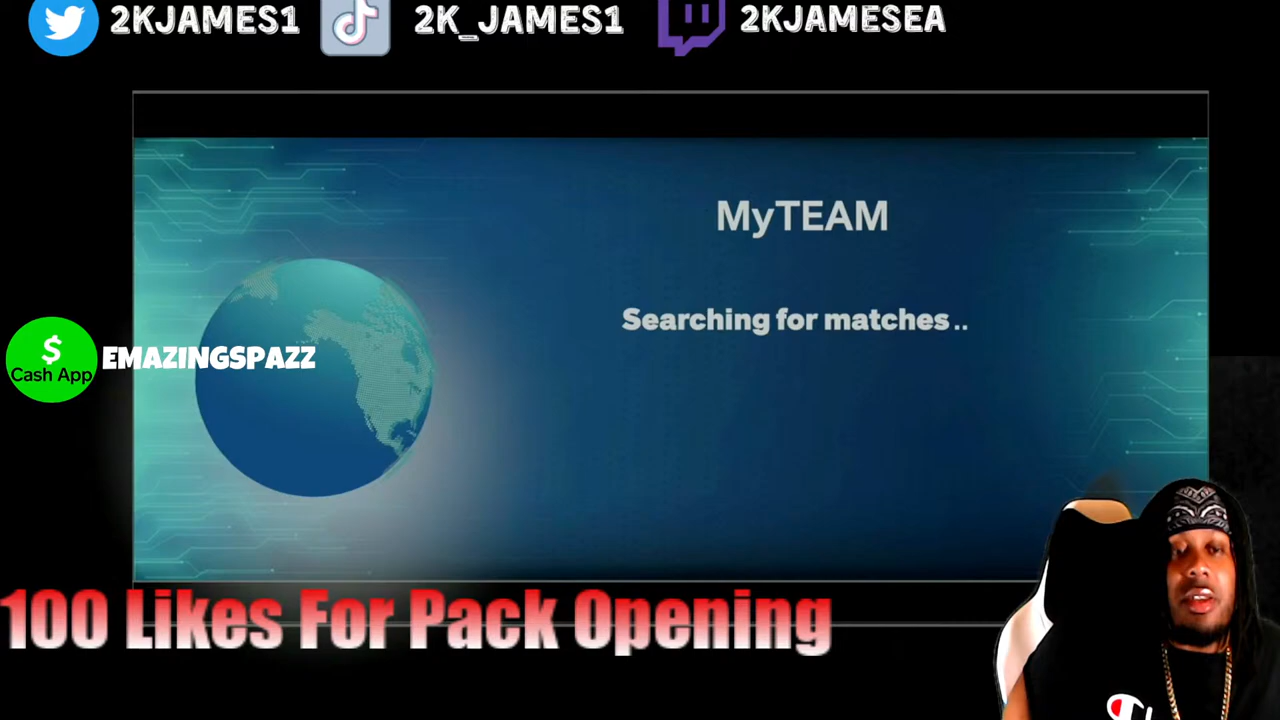 2KJAMES1 2K_JAMES1 2KJAMESEA
MyTEAM
Searching for matches..
$
Cash App EMAZINGSPAZZ
100 Likes For Pack Opening